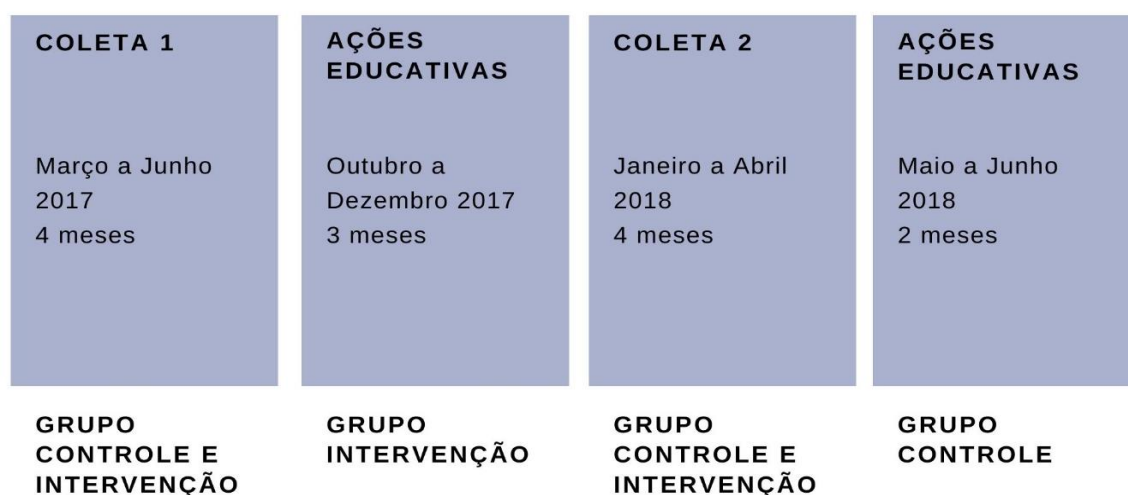 COLETA 1
Março a Junho
2017
4 meses
GRUPO
CONTROLE E
INTERVENÇÃO
AÇÕES
EDUCATIVAS
Outubro a
Dezembro 2017
3 meses
GRUPO
INTERVENÇÃO
COLETA 2
Janeiro a Abril
2018
4 meses
GRUPO
CONTROLE E
INTERVENÇÃO
AÇÕES
EDUCATIVAS
Maio a Junho
2018
2 meses
GRUPO
CONTROLE